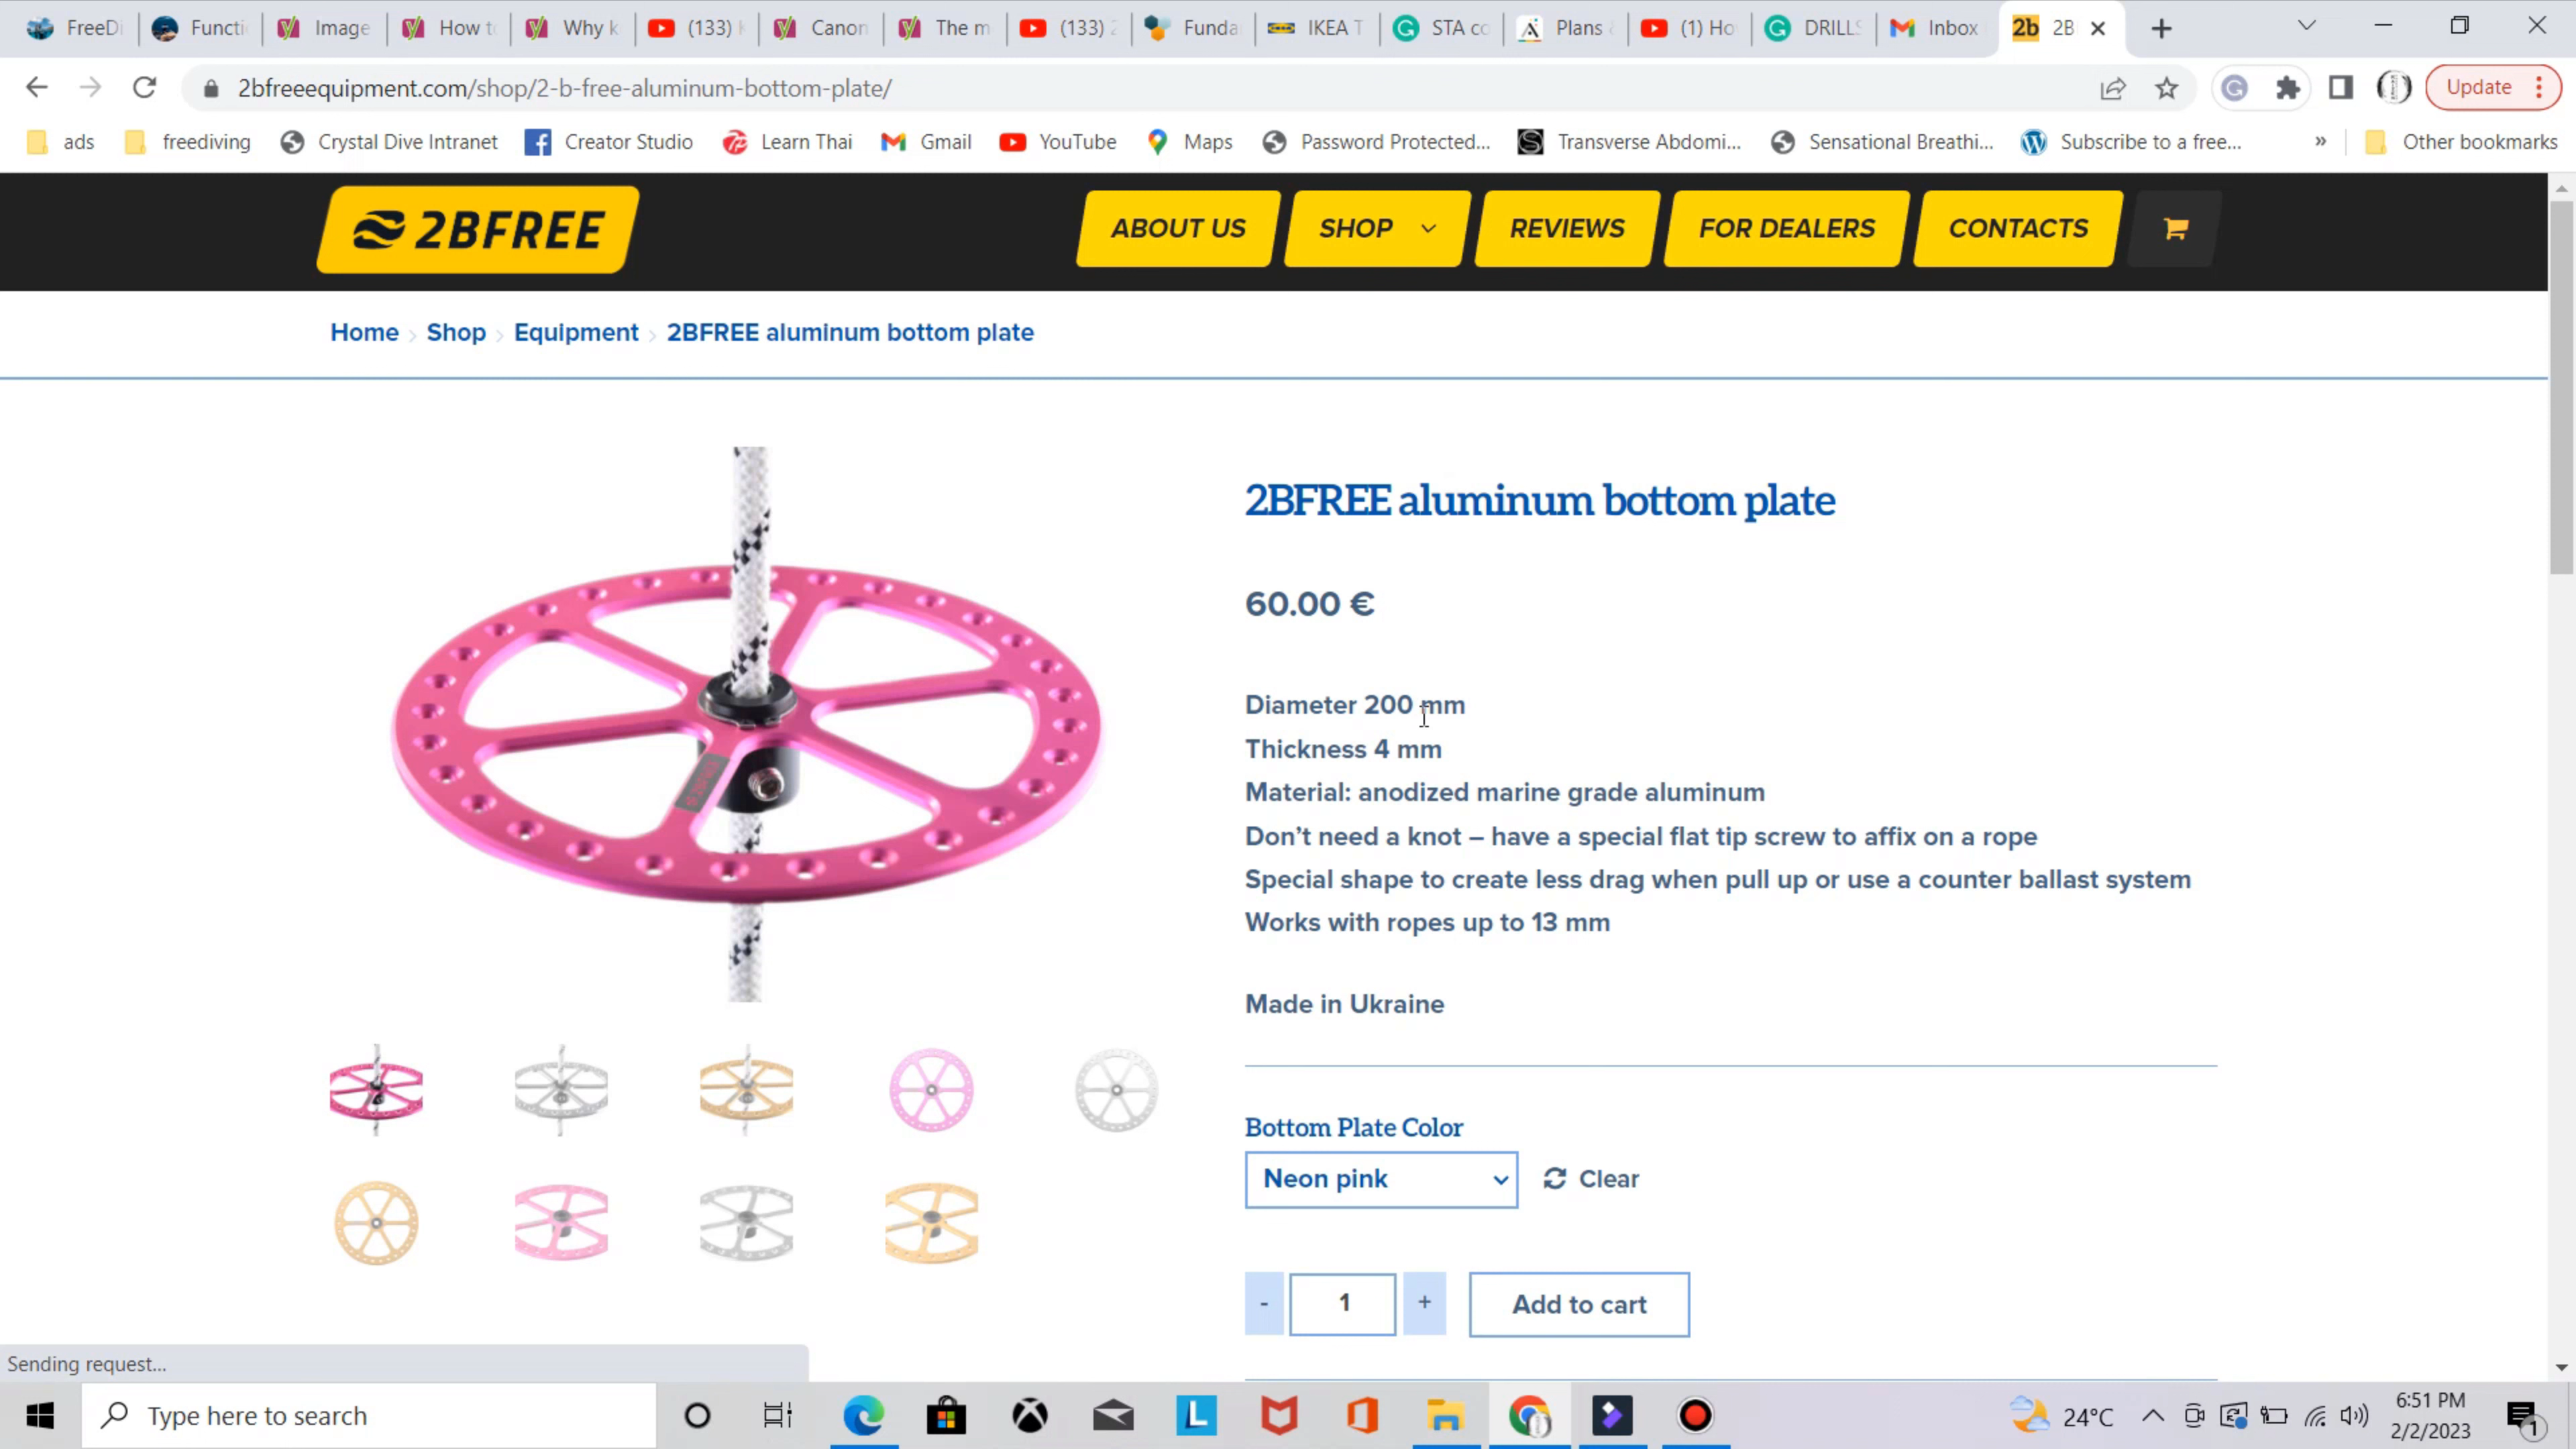 FreeDi
Functi
Image
How to
Why k
(133)
Canon
The m
(133) 2
Funda
IKEA T
STA co
Plans
(1) Ho
DRILLS
Inbox
2b 2B
2bfreeequipment.com/shop/2-b-free-aluminum-bottom-plate/
Update
ads
freediving
Crystal Dive Intranet
Creator Studio
Learn Thai
Gmail
YouTube
Maps
Password Protected...
Transverse Abdomi...
Sensational Breathi...
Subscribe to a free...
»
Other bookmarks
2BFREE
ABOUT US
SHOP
REVIEWS
FOR DEALERS
CONTACTS
Home > Shop > Equipment > 2BFREE aluminum bottom plate
2BFREE aluminum bottom plate
60.00 €
Diameter 200 mm
Thickness 4 mm
Material: anodized marine grade aluminum
Don’t need a knot – have a special flat tip screw to affix on a rope
Special shape to create less drag when pull up or use a counter ballast system
Works with ropes up to 13 mm
Made in Ukraine
Bottom Plate Color
Neon pink
Clear
- 1 +
Add to cart
Sending request...
Type here to search
24°C
6:51 PM
2/2/2023
1